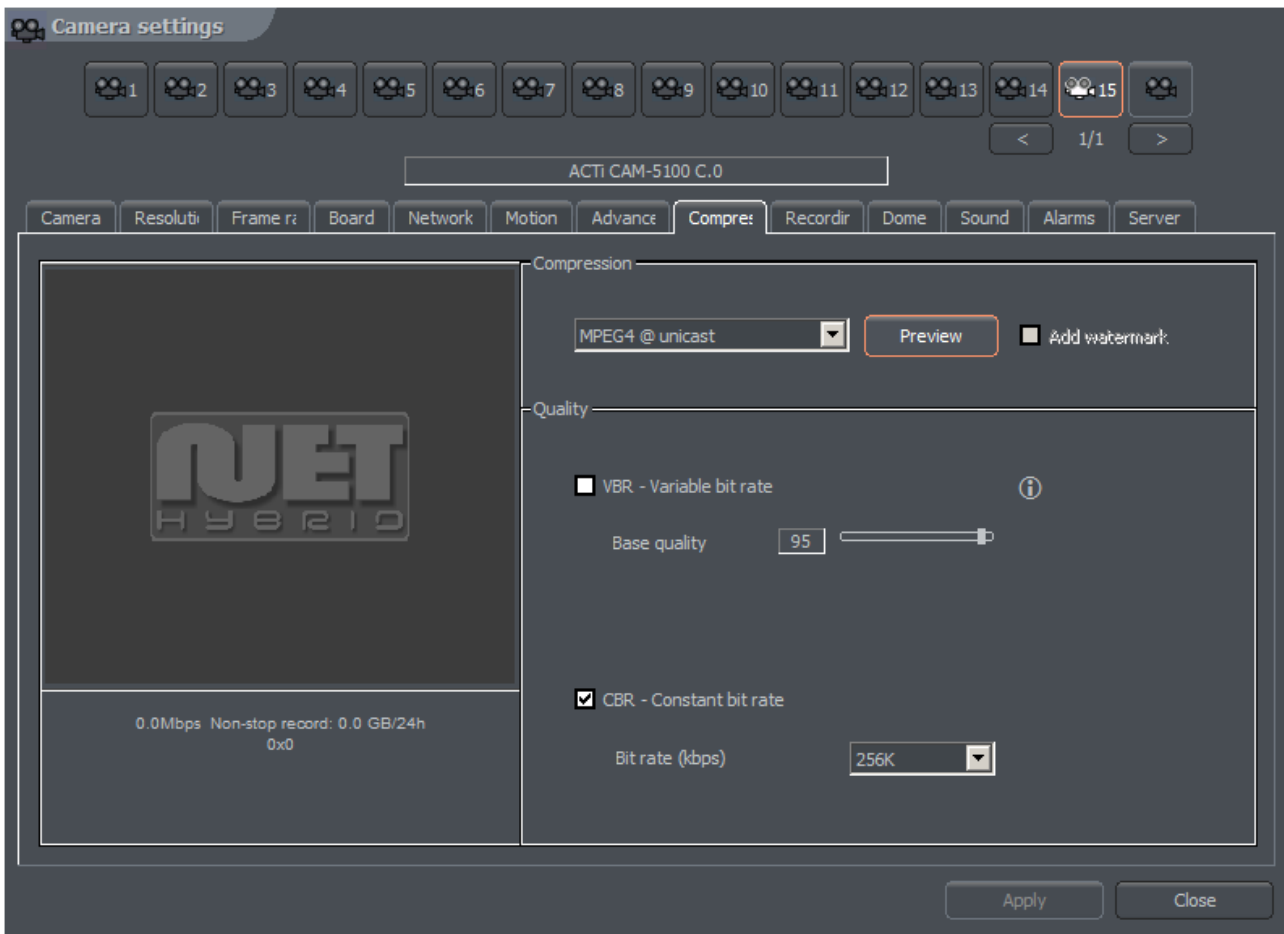 Camera settings
1 2 3 4 5 6 7 8 9 10 11 12 13 14 15
< 1/1 >
ACTi CAM-5100 C.0
Camera Resoluti Frame ra Board Network Motion Advance Compres Recordin Dome Sound Alarms Server
Compression
MPEG4 @ unicast Preview Add watermark
Quality
NET
HYBRID
VBR - Variable bit rate
Base quality 95
CBR - Constant bit rate
0.0Mbps Non-stop record: 0.0 GB/24h
0x0
Bit rate (kbps) 256K
Apply Close